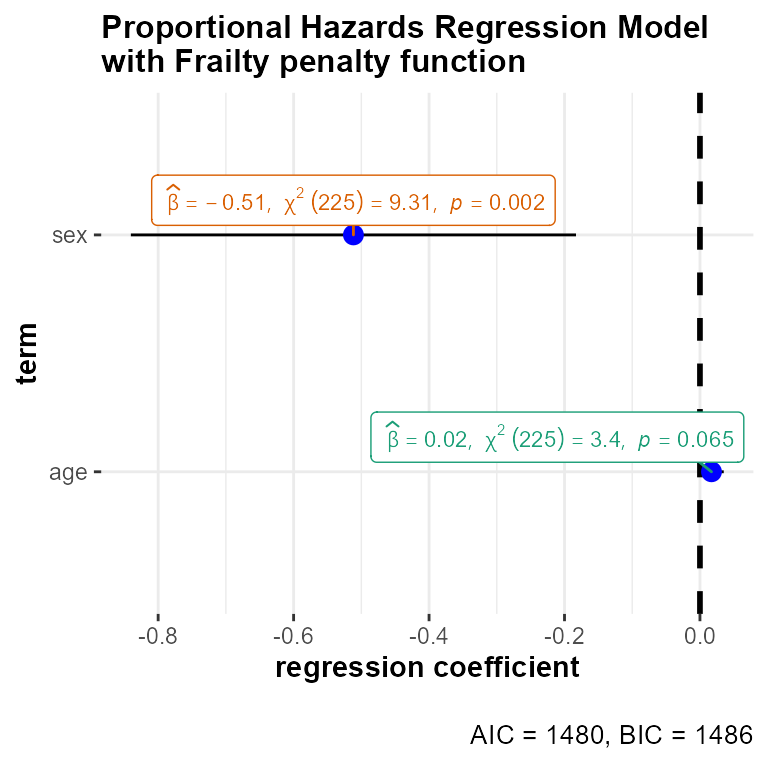 Proportional Hazards Regression Model
with Frailty penalty function
β̂ = − 0.51, χ² (225) = 9.31, p = 0.002
sex
term
β̂ = 0.02, χ² (225) = 3.4, p = 0.065
age
-0.8 -0.6 -0.4 -0.2 0.0
regression coefficient
AIC = 1480, BIC = 1486